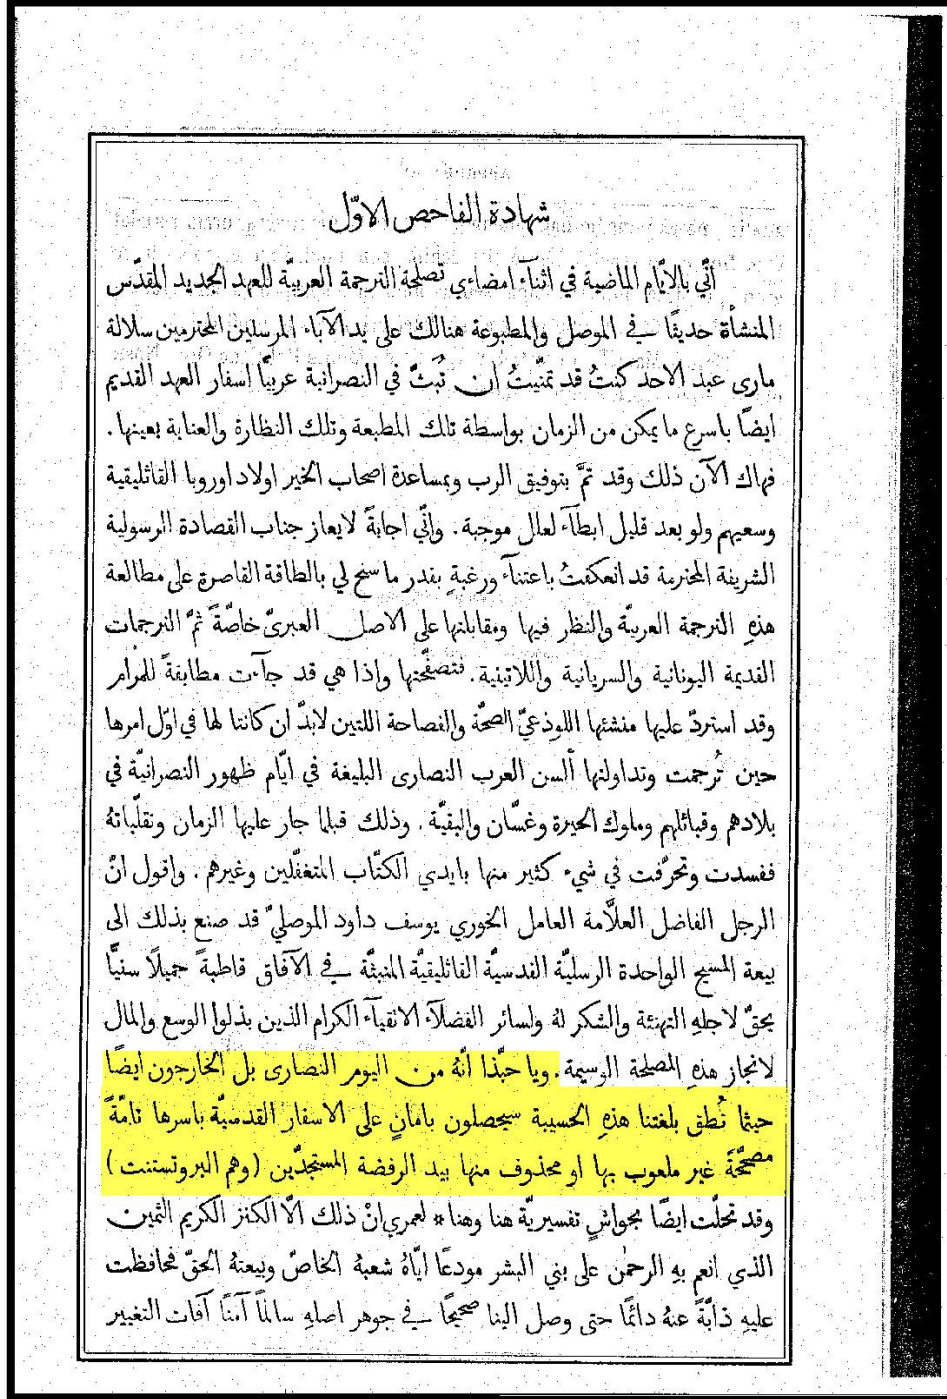 شهادة الفاحص الاوّل
انّي بالايّام الماضية في اثنآء امضاءي تصلحة الترجمة العربيّة للعهد الجديد المقدّس
المنشأة حديثًا في الموصل والمطبوعة هنالك على يد الآباء المرسلين المحترمين سلالة
ماري عبد الاحد كنتُ قد تمنّيتُ ان تُبَثّ في النصرانية عربيًّا اسفار العهد القديم
ايضًا باسرع ما يمكن من الزمان بواسطة تلك المطبعة وتلك النظارة والعناية بعينها.
فهاك الآن ذلك وقد تمَّ بتوفيق الرب وبمساعدة اصحاب الخير اولاد اوروبا القاثليقية
وسعيهم ولو بعد قليل ابطآء لعلل موجبة. وانّي اجابةً لايعاز جناب القصادة الرسولية
الشريفة المحترمة قد انعكفتُ باعتنآء ورغبةٍ بقدر ما سمح لي بالطاقة القاصرة على مطالعة
هذهِ الترجمة العربيّة والنظر فيها ومقابلتها على الاصل العبريّ خاصّةً ثمَّ الترجمات
القديمة اليونانية والسريانية واللاتينية. فتصفّحتها واذا هي قد جآءت مطابقةً للمرام
وقد استردّ عليها منشئها اللوذعيّ الصحّة والفصاحة اللتين لابدّ ان كانتا لها في اوّل امرها
حين تُرجمت وتداولتها ألسن العرب النصارى البليغة في ايّام ظهور النصرانيّة في
بلادهم وقبائلهم وملوك الحيرة وغسّان والبقيّة. وذلك قبلما جار عليها الزمان وتقلّباتهُ
ففسدت وتحرّفت في شيء كثير منها بايدي الكتّاب المتغفّلين وغيرهم. واقول انّ
الرجل الفاضل العلّامة العامل الخوري يوسف داود الموصليّ قد صنع بذلك الى
بيعة المسيح الواحدة الرسليّة القدسيّة القاثليقيّة المنبثّة في الآفاق قاطبةً جميلًا سنيًّا
يحقّ لاجلهِ التهنئة والشكر لهُ ولسائر الفضلآء الاتقيآء الكرام الذين بذلوا الوسع والمال
لانجاز هذهِ المصلحة الوسيمة. ويا حبّذا انّهُ من اليوم النصارى بل الخارجون ايضًا
حيثما نُطق بلغتنا هذهِ الحسيبة سيحصلون بامانٍ على الاسفار القدسيّة باسرها تامّةً
مصحّحةً غير ملعوب بها او محذوف منها بيد الرفضة المستجدّين (وهم البروتستنت)
وقد تحلّت ايضًا بحواشٍ تفسيريّة هنا وهنا * لعمري انْ ذلك الّا الكنز الكريم الثمين
الذي انعم بهِ الرحمٰن على بني البشر مودعًا ايّاهُ شعبهُ الخاصّ وبيعتهُ الحقّ فحافظت
عليهِ ذابّةً عنهُ دائمًا حتى وصل الينا صحيحًا في جوهر اصلهِ سالمًا آمنًا آفات التغيير